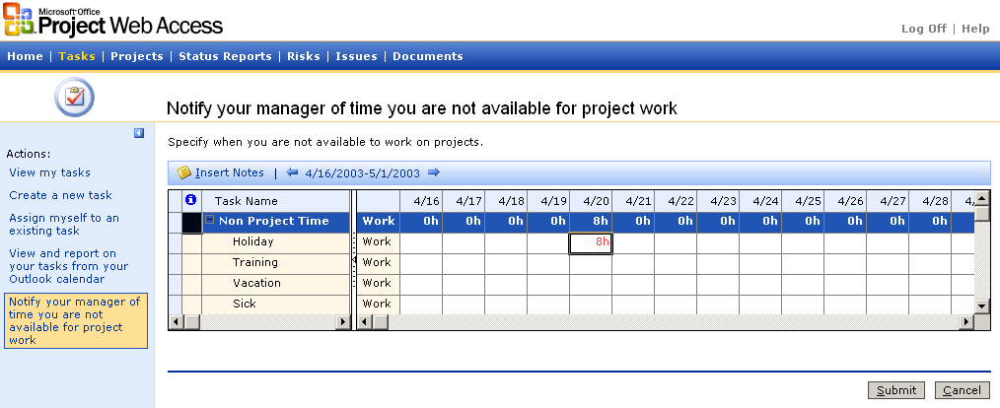 Microsoft Office
Project Web Access
Log Off | Help
Home | Tasks | Projects | Status Reports | Risks | Issues | Documents
Notify your manager of time you are not available for project work
Actions:
View my tasks
Create a new task
Assign myself to an
existing task
View and report on
your tasks from your
Outlook calendar
Notify your manager of
time you are not
available for project
work
Specify when you are not available to work on projects.
Insert Notes | 4/16/2003-5/1/2003
Task Name 4/16 4/17 4/18 4/19 4/20 4/21 4/22 4/23 4/24 4/25 4/26 4/27 4/28 4/
Non Project Time Work 0h 0h 0h 0h 8h 0h 0h 0h 0h 0h 0h 0h 0h
Holiday Work 8h
Training Work
Vacation Work
Sick Work
Submit Cancel